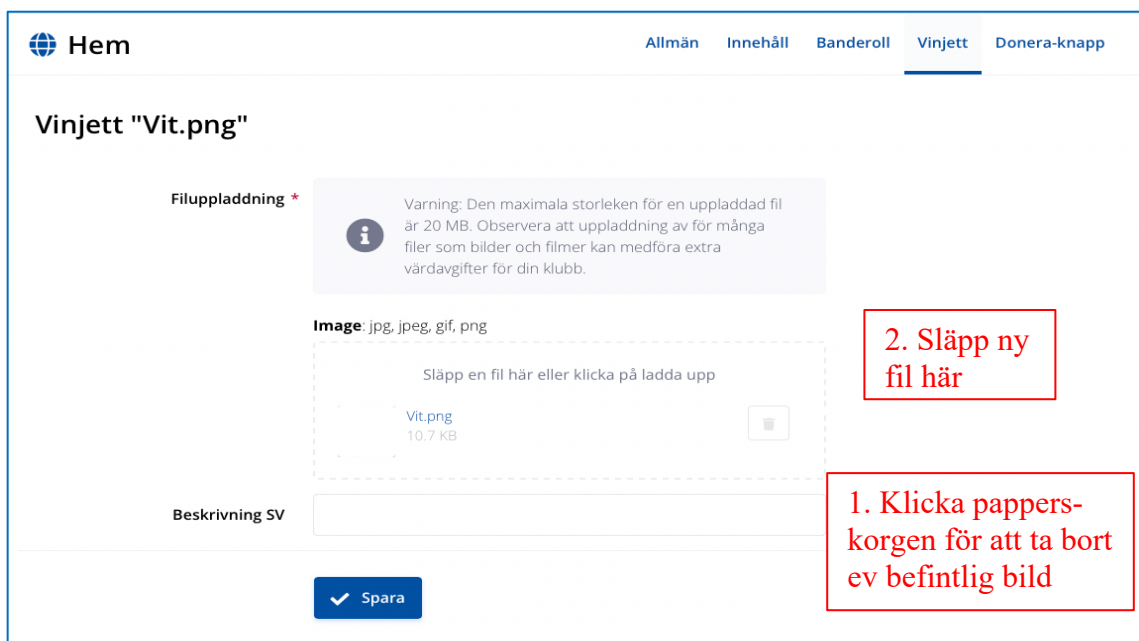 Hem
Allmän Innehåll Banderoll Vinjett Donera-knapp
Vinjett "Vit.png"
Filuppladdning *
Varning: Den maximala storleken för en uppladdad fil
är 20 MB. Observera att uppladdning av för många
filer som bilder och filmer kan medföra extra
värdavgifter för din klubb.
Image: jpg, jpeg, gif, png
Släpp en fil här eller klicka på ladda upp
Vit.png
10.7 KB
2. Släpp ny
fil här
Beskrivning SV
1. Klicka pappers-
korgen för att ta bort
ev befintlig bild
Spara